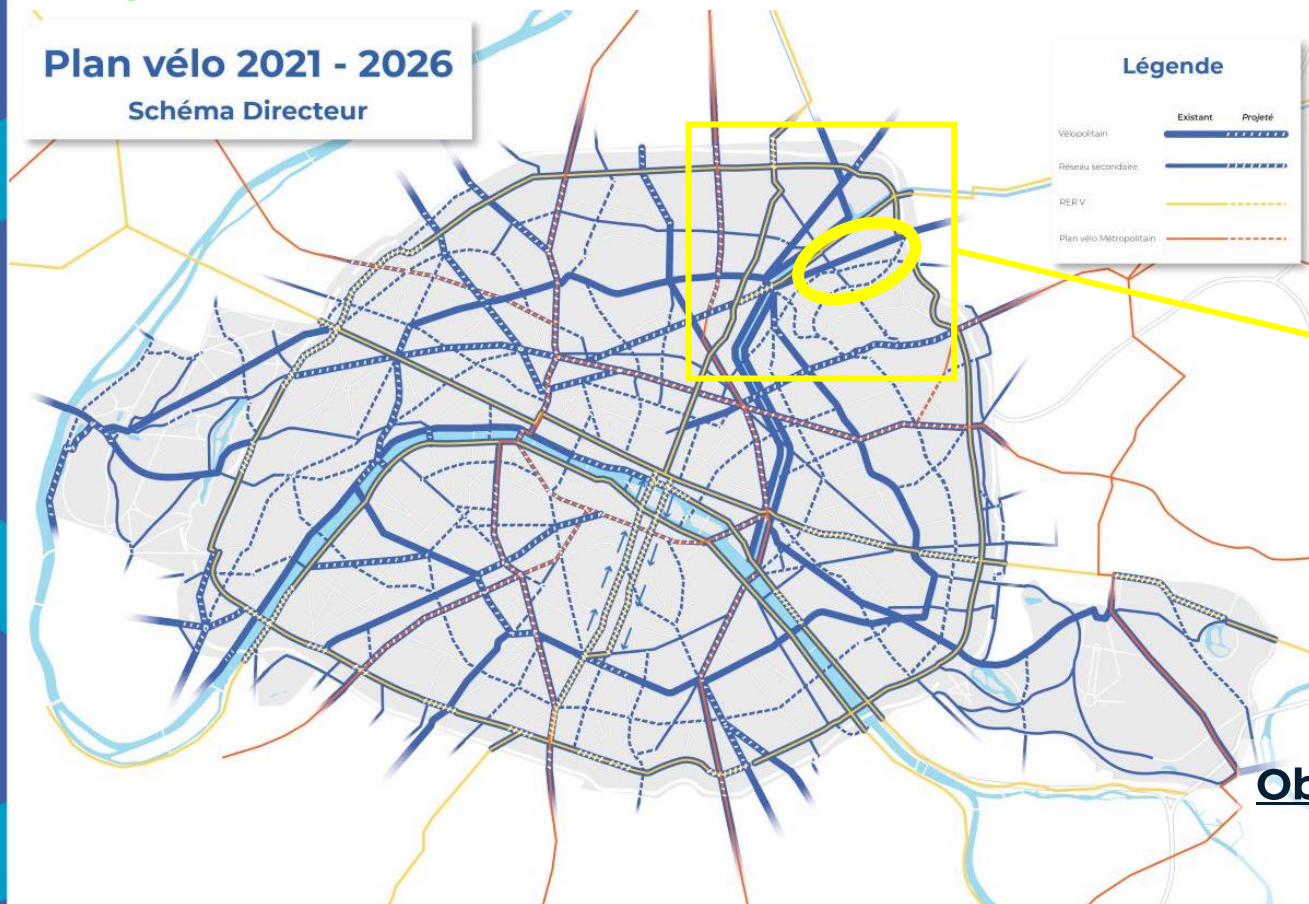 Plan vélo 2021 - 2026
Schéma Directeur
Légende
Existant Projeté
Vélopolitain
Réseau secondaire
RER V
Plan vélo Métropolitain
Ob